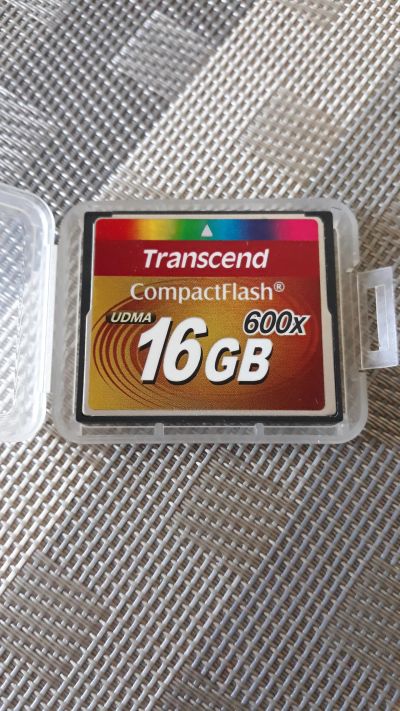 Transcend
CompactFlash®
UDMA
600x
16GB